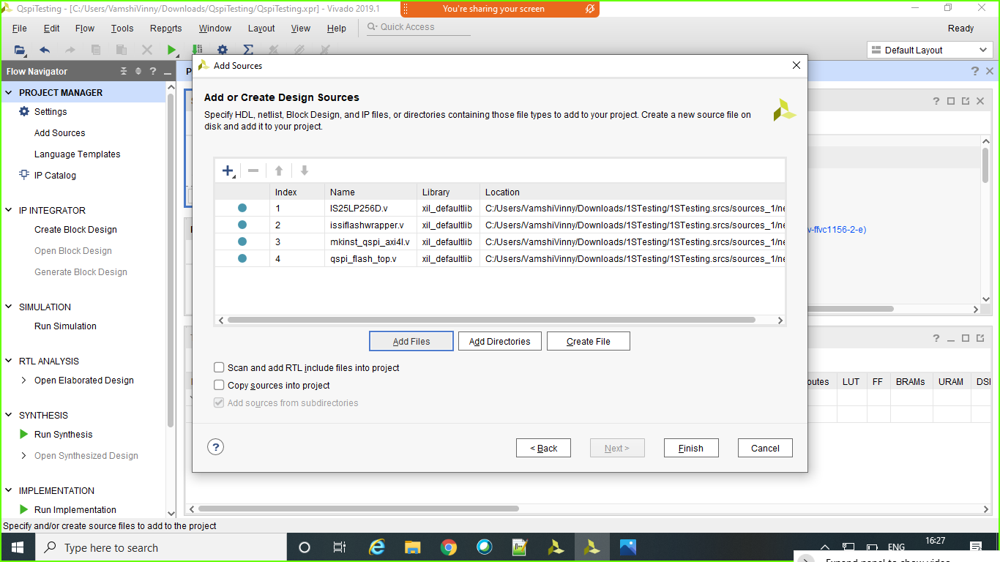 QspiTesting - [C:/Users/VamshiVinny/Downloads/QspiTesting/QspiTesting.xpr] - Vivado 2019.1
You're sharing your screen
File Edit Flow Tools Reports Window Layout View Help
Quick Access
Ready
Default Layout
Flow Navigator
PROJECT MANAGER
Settings
Add Sources
Language Templates
IP Catalog
IP INTEGRATOR
Create Block Design
Open Block Design
Generate Block Design
SIMULATION
Run Simulation
RTL ANALYSIS
Open Elaborated Design
SYNTHESIS
Run Synthesis
Open Synthesized Design
IMPLEMENTATION
Run Implementation
Add Sources
Add or Create Design Sources
Specify HDL, netlist, Block Design, and IP files, or directories containing those file types to add to your project. Create a new source file on
disk and add it to your project.
Index Name Library Location
1 IS25LP256D.v xil_defaultlib C:/Users/VamshiVinny/Downloads/1STesting/1STesting.srcs/sources_1/ne
2 issiflashwrapper.v xil_defaultlib C:/Users/VamshiVinny/Downloads/1STesting/1STesting.srcs/sources_1/ne
3 mkinst_qspi_axi4l.v xil_defaultlib C:/Users/VamshiVinny/Downloads/1STesting/1STesting.srcs/sources_1/ne
4 qspi_flash_top.v xil_defaultlib C:/Users/VamshiVinny/Downloads/1STesting/1STesting.srcs/sources_1/ne
Add Files Add Directories Create File
Scan and add RTL include files into project
Copy sources into project
Add sources from subdirectories
? < Back Next > Finish Cancel
v-ffvc1156-2-e)
outes LUT FF BRAMs URAM DSI
Specify and/or create source files to add to the project
Type here to search
ENG
16:27